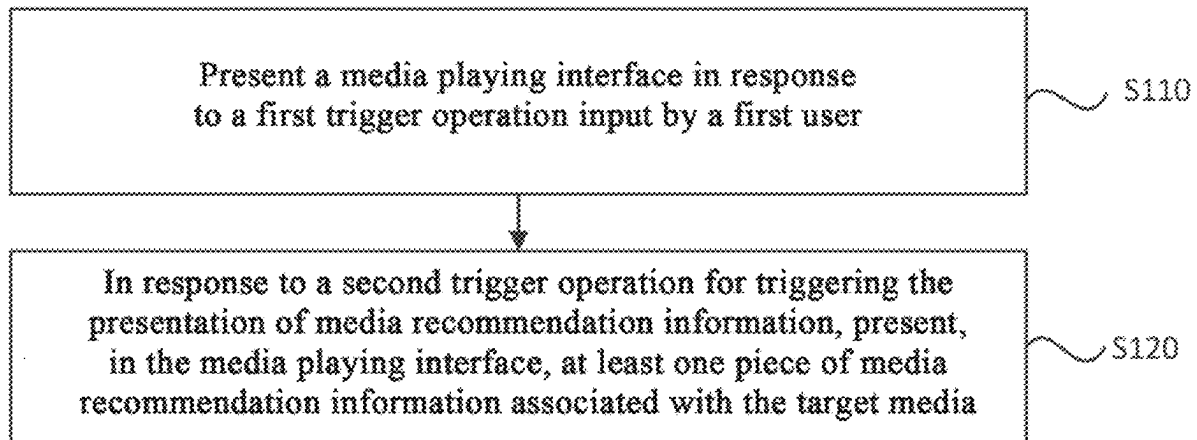 Present a media playing interface in response
to a first trigger operation input by a first user
S110
In response to a second trigger operation for triggering the
presentation of media recommendation information, present,
in the media playing interface, at least one piece of media
recommendation information associated with the target media
S120